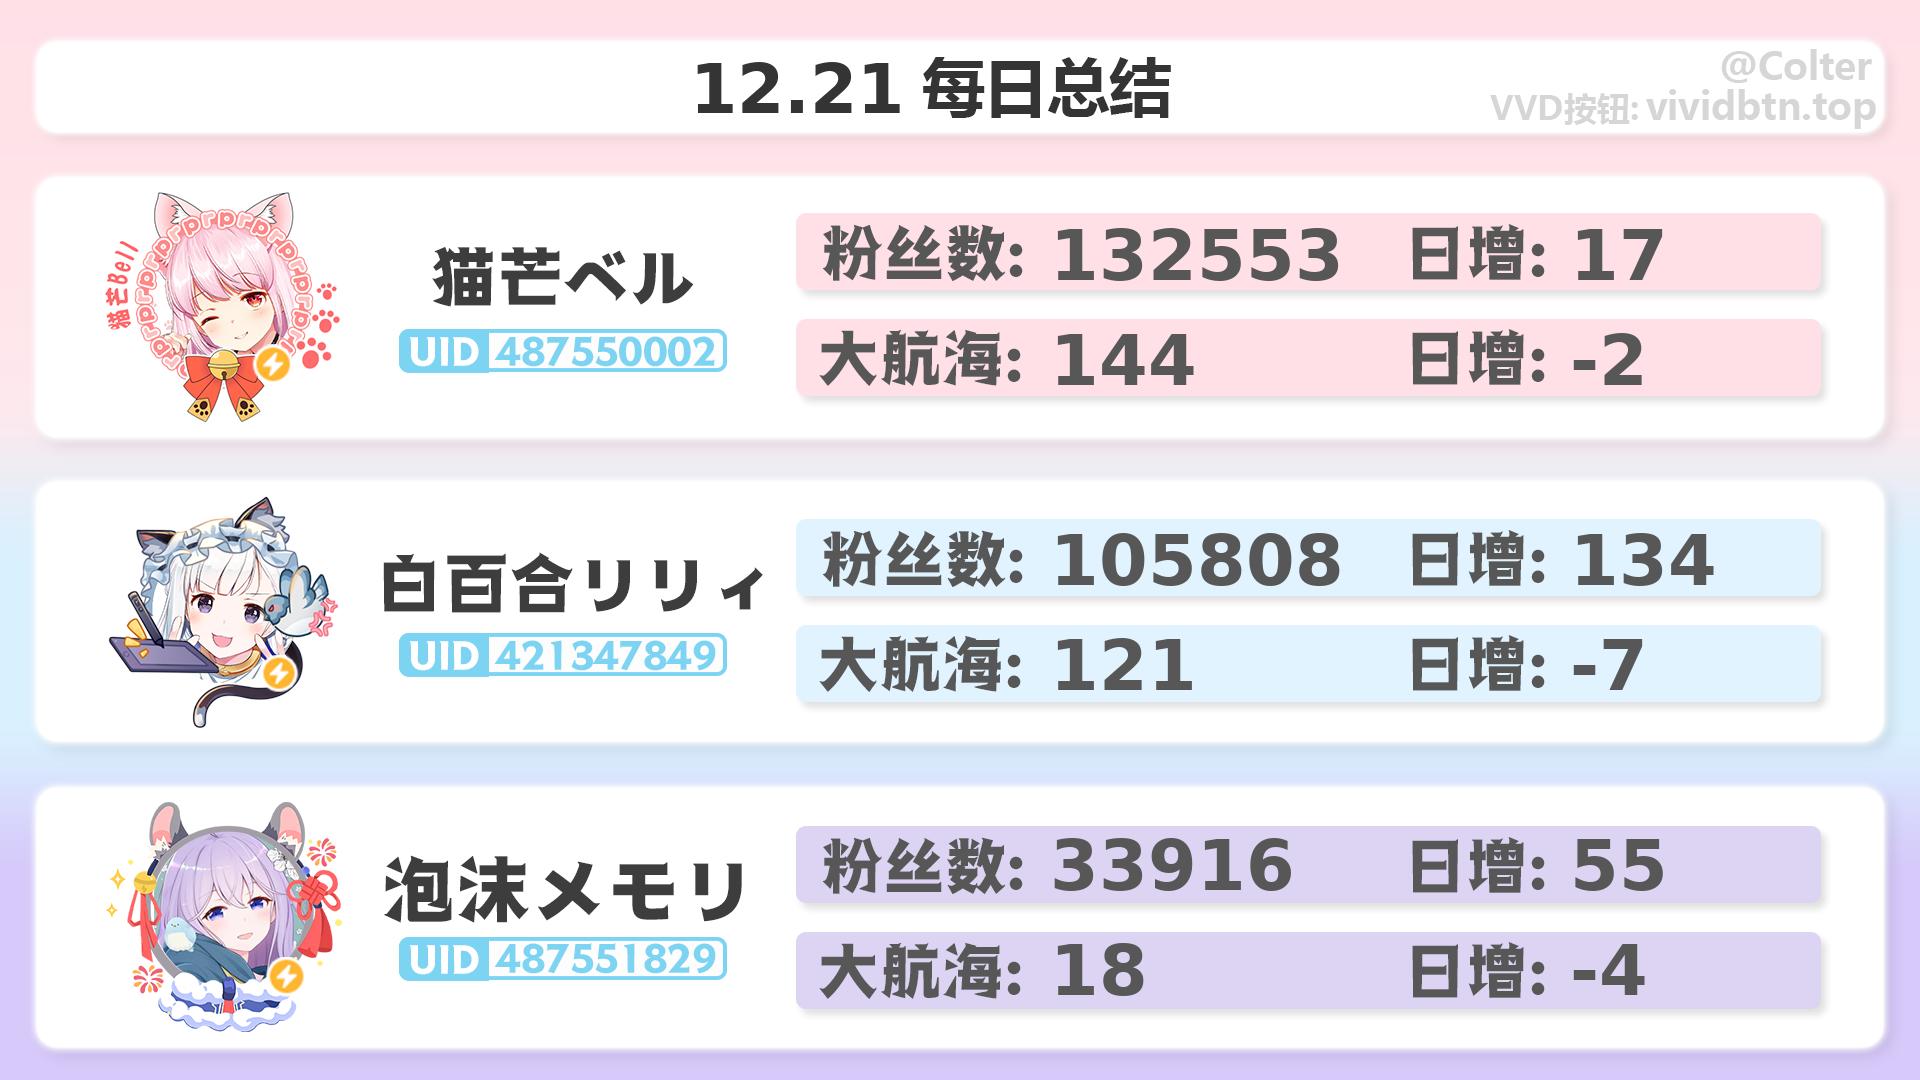 12.21 每日总结
@Colter
VVD按钮: vividbtn.top
猫芒Bell
prprprprprprprpr
猫芒ベル
UID 487550002
粉丝数: 132553 日增: 17
大航海: 144 日增: -2
白百合リリィ
UID 421347849
粉丝数: 105808 日增: 134
大航海: 121 日增: -7
泡沫メモリ
UID 487551829
粉丝数: 33916 日增: 55
大航海: 18 日增: -4